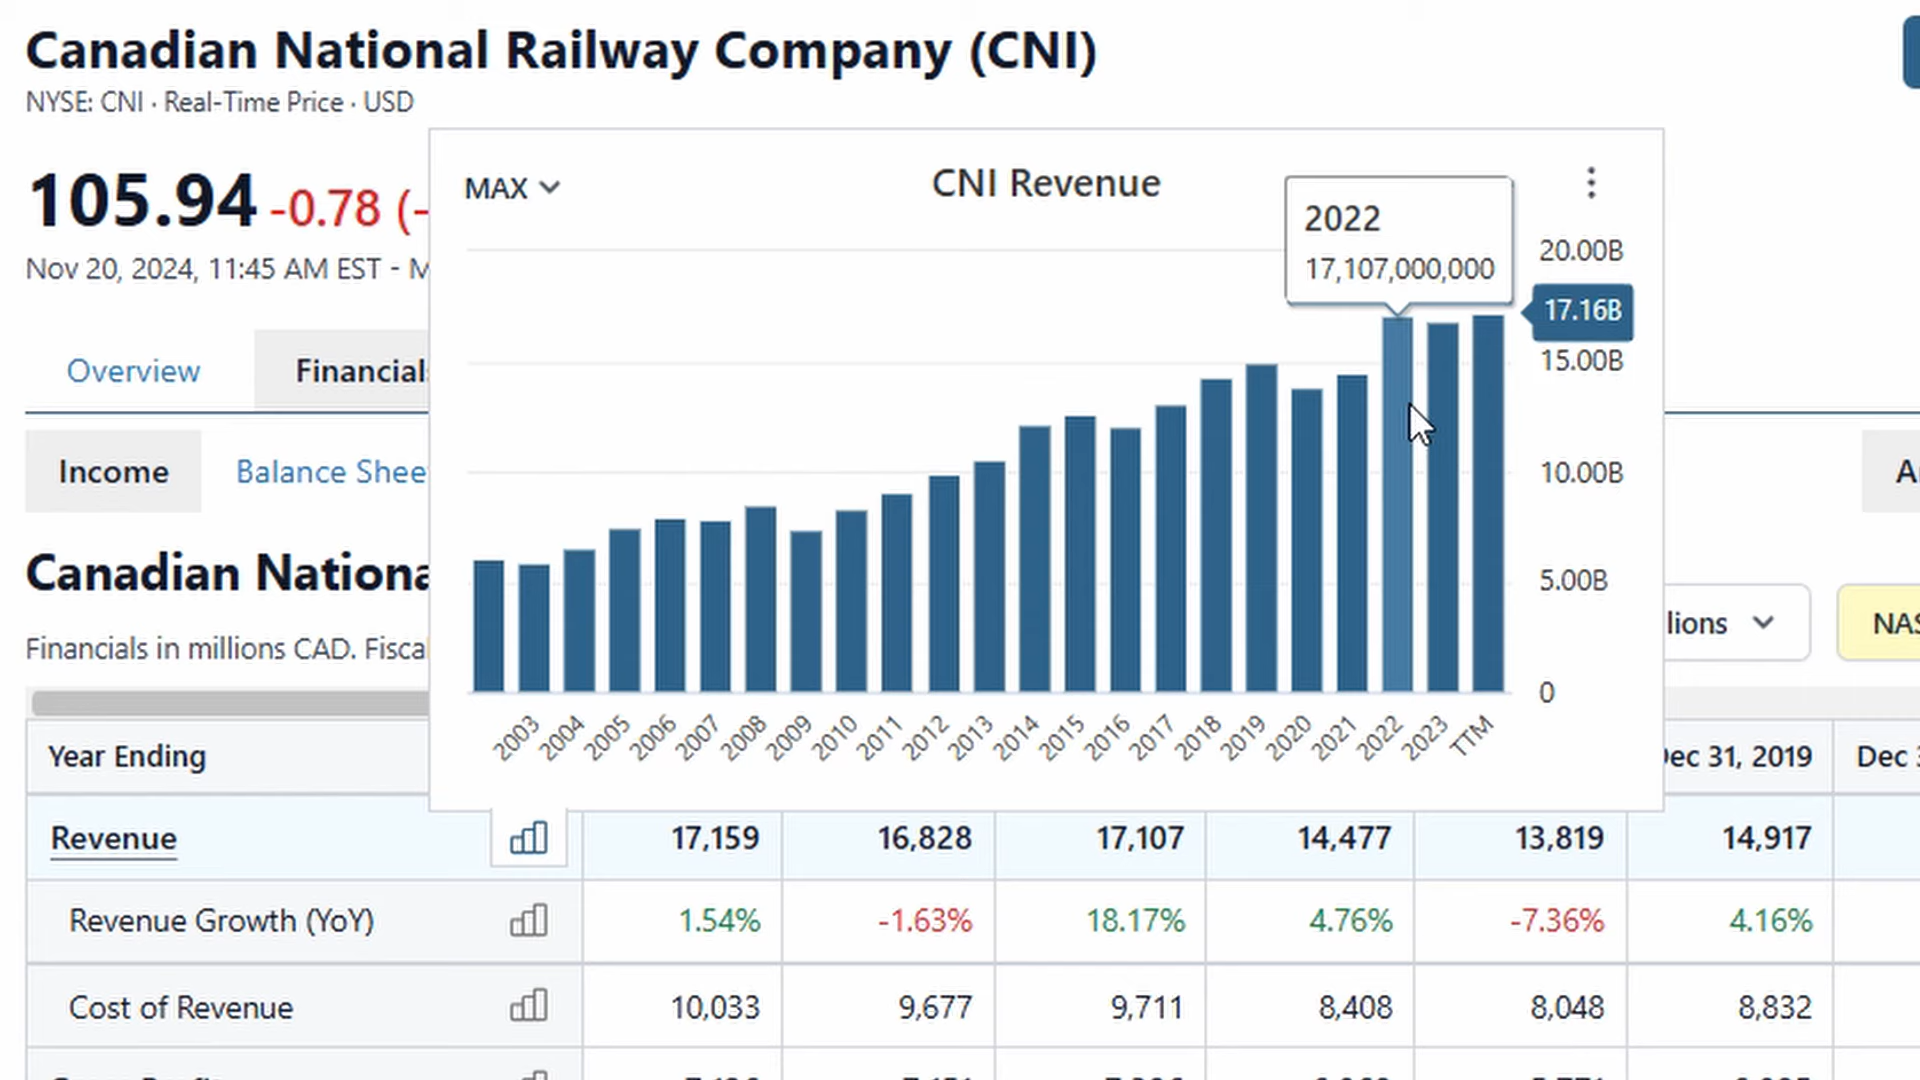 Canadian National Railway Company (CNI)
NYSE: CNI · Real-Time Price · USD
105.94 -0.78 (-
Nov 20, 2024, 11:45 AM EST - M
Overview
Financials
Income
Balance Shee
MAX
CNI Revenue
2022
17,107,000,000
20.00B
17.16B
15.00B
10.00B
5.00B
0
2003 2004 2005 2006 2007 2008 2009 2010 2011 2012 2013 2014 2015 2016 2017 2018 2019 2020 2021 2022 2023 TTM
Canadian Nationa
Financials in millions CAD. Fisca
lions
NAS
Year Ending
Dec 31, 2019
Dec
Revenue 17,159 16,828 17,107 14,477 13,819 14,917
Revenue Growth (YoY) 1.54% -1.63% 18.17% 4.76% -7.36% 4.16%
Cost of Revenue 10,033 9,677 9,711 8,408 8,048 8,832